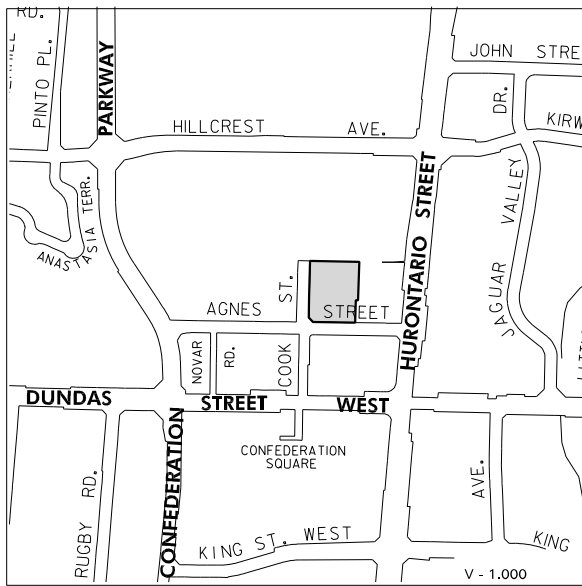 RD.
PINTO PL.
PARKWAY
JOHN STRE
HILLCREST AVE.
DR.
KIRW
ANASTASIA TERR.
HURONTARIO STREET
JAGUAR VALLEY
AGNES STREET
COOK ST.
NOVAR RD.
DUNDAS STREET WEST
CONFEDERATION
CONFEDERATION
SQUARE
RUGBY RD.
KING ST. WEST
AVE.
KING
V - 1.000